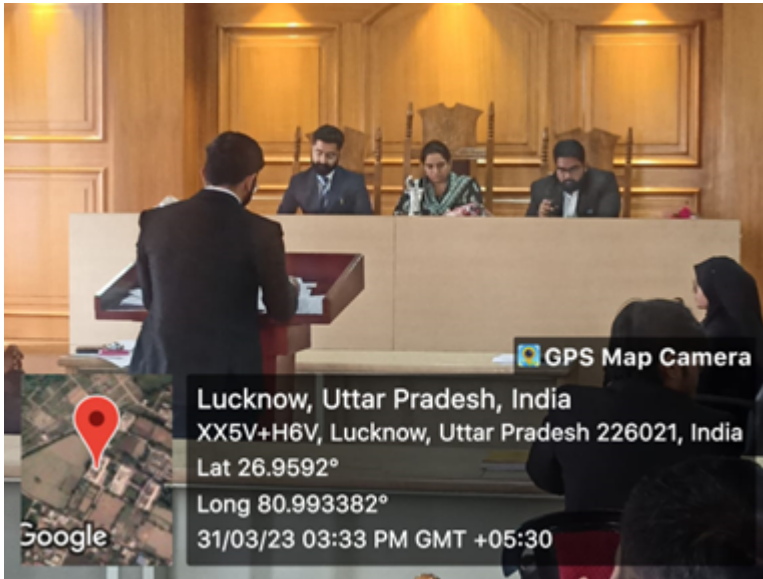 GPS Map Camera
Lucknow, Uttar Pradesh, India
XX5V+H6V, Lucknow, Uttar Pradesh 226021, India
Lat 26.9592°
Long 80.993382°
31/03/23 03:33 PM GMT +05:30
Google